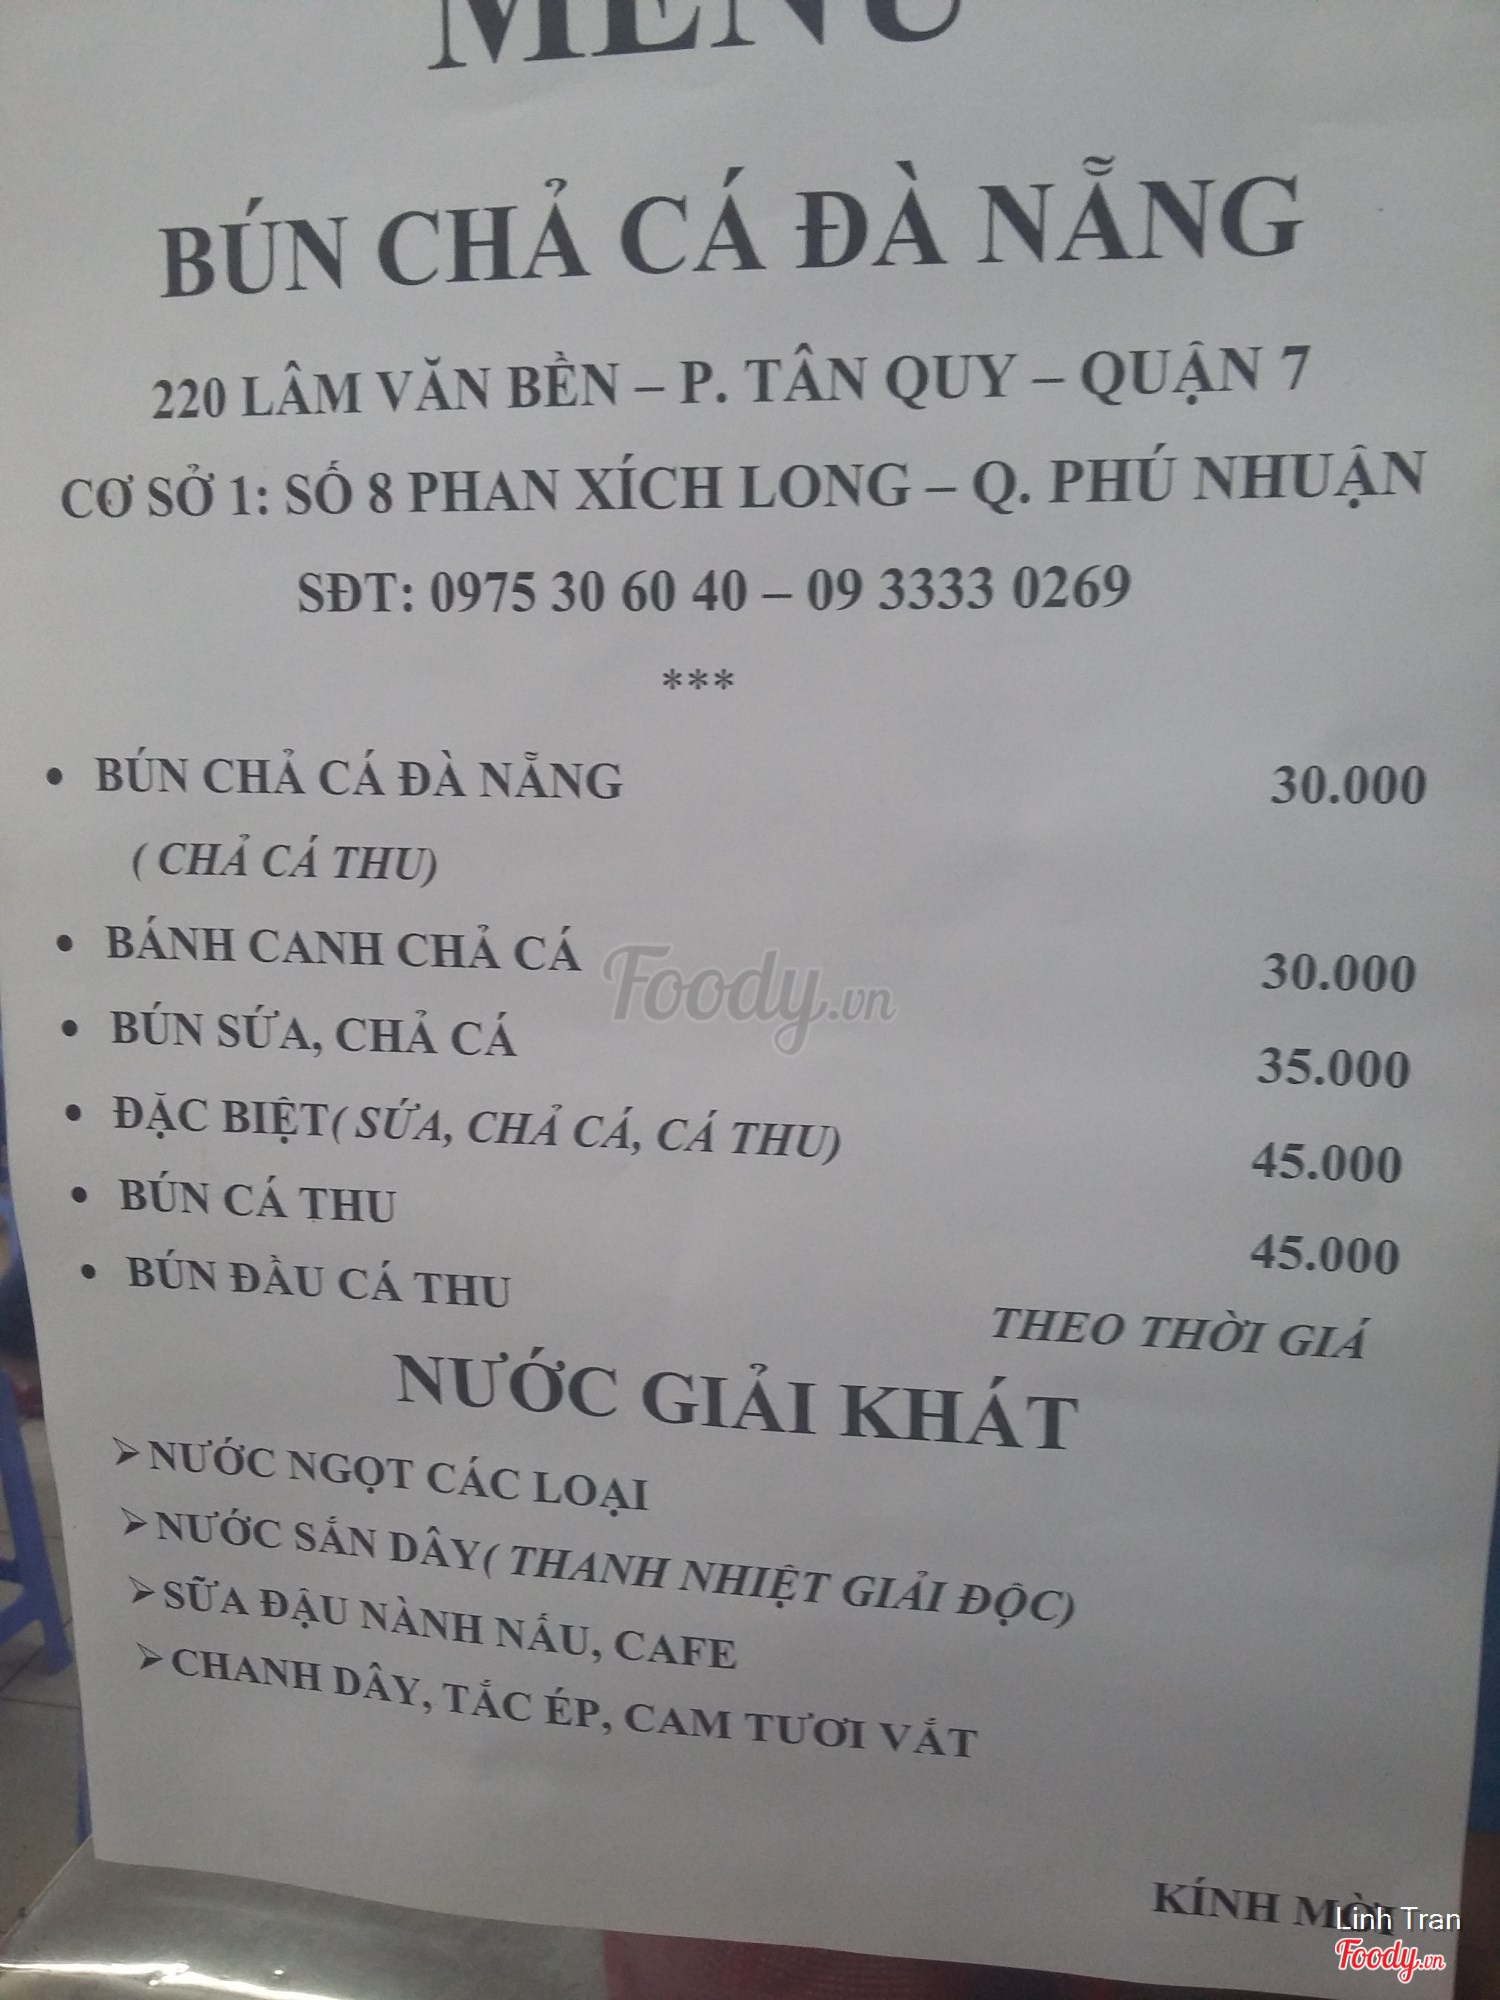 MENU
BÚN CHẢ CÁ ĐÀ NẴNG
220 LÂM VĂN BỀN – P. TÂN QUY – QUẬN 7
CƠ SỞ 1: SỐ 8 PHAN XÍCH LONG – Q. PHÚ NHUẬN
SĐT: 0975 30 60 40 – 09 3333 0269
***
• BÚN CHẢ CÁ ĐÀ NẴNG 30.000
( CHẢ CÁ THU)
• BÁNH CANH CHẢ CÁ 30.000
• BÚN SỨA, CHẢ CÁ 35.000
• ĐẶC BIỆT( SỨA, CHẢ CÁ, CÁ THU) 45.000
• BÚN CÁ THU 45.000
• BÚN ĐẦU CÁ THU THEO THỜI GIÁ
Foody.vn
NƯỚC GIẢI KHÁT
➢NƯỚC NGỌT CÁC LOẠI
➢NƯỚC SẮN DÂY( THANH NHIỆT GIẢI ĐỘC)
➢SỮA ĐẬU NÀNH NẤU, CAFE
➢CHANH DÂY, TẮC ÉP, CAM TƯƠI VẮT
KÍNH MỜI
Linh Tran
Foody.vn